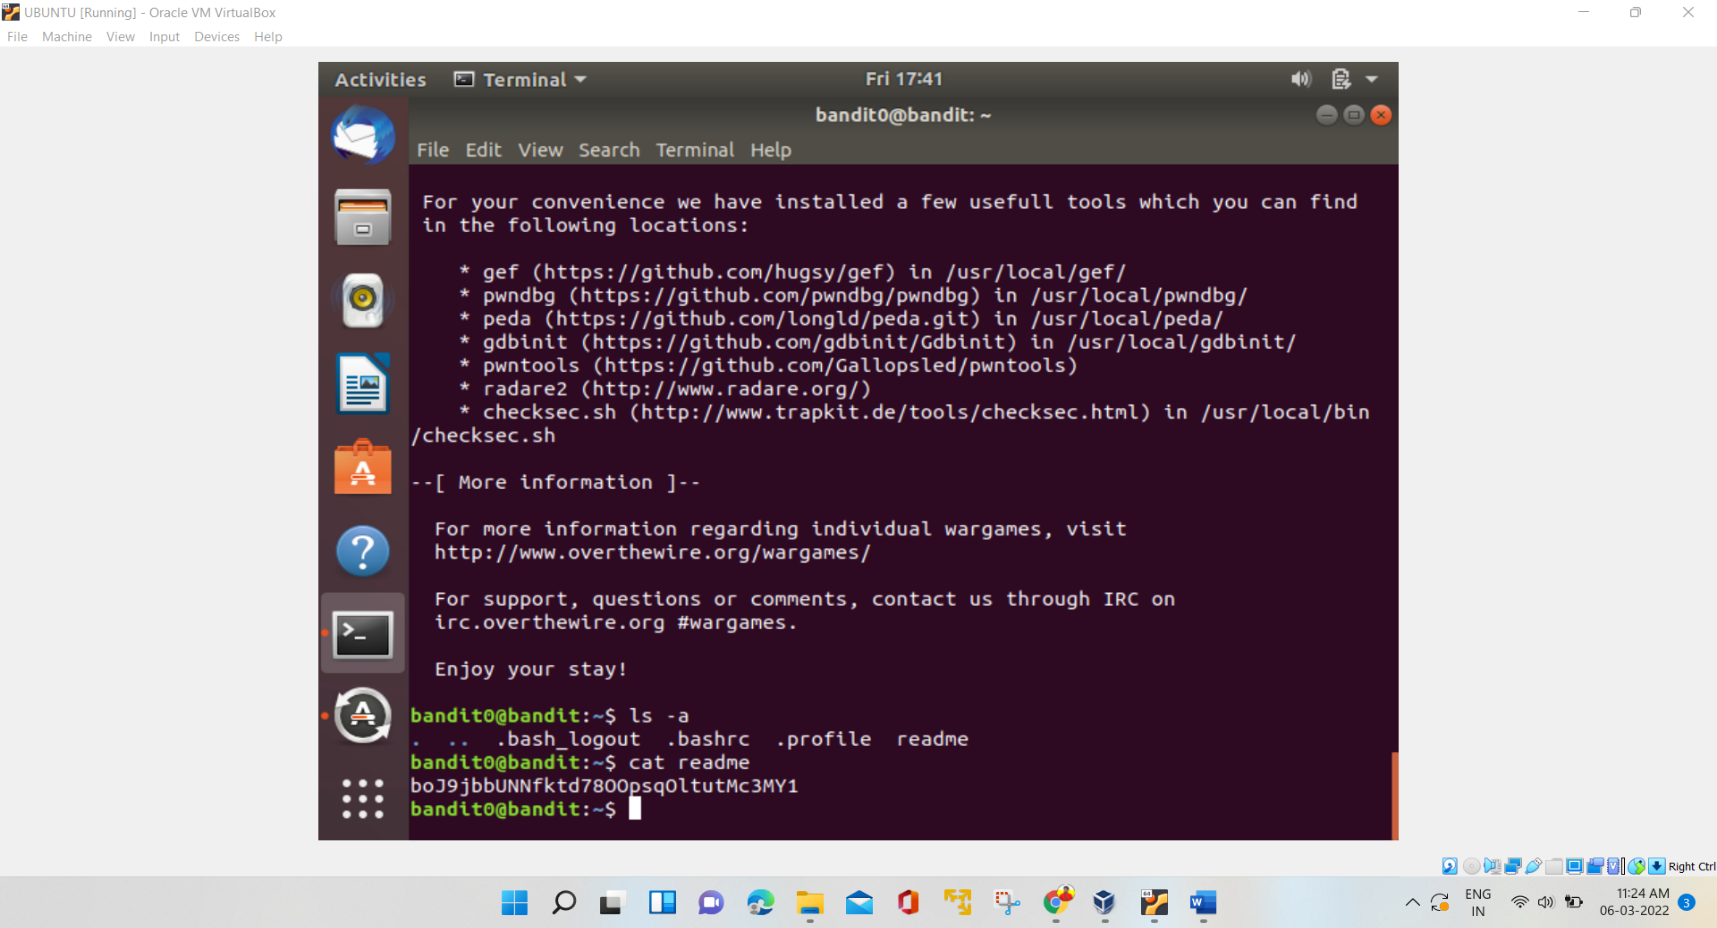 UBUNTU [Running] - Oracle VM VirtualBox
File Machine View Input Devices Help
Activities Terminal Fri 17:41
bandit0@bandit: ~
File Edit View Search Terminal Help
For your convenience we have installed a few usefull tools which you can find
in the following locations:
* gef (https://github.com/hugsy/gef) in /usr/local/gef/
* pwndbg (https://github.com/pwndbg/pwndbg) in /usr/local/pwndbg/
* peda (https://github.com/longld/peda.git) in /usr/local/peda/
* gdbinit (https://github.com/gdbinit/Gdbinit) in /usr/local/gdbinit/
* pwntools (https://github.com/Gallopsled/pwntools)
* radare2 (http://www.radare.org/)
* checksec.sh (http://www.trapkit.de/tools/checksec.html) in /usr/local/bin
/checksec.sh
--[ More information ]--
For more information regarding individual wargames, visit
http://www.overthewire.org/wargames/
For support, questions or comments, contact us through IRC on
irc.overthewire.org #wargames.
Enjoy your stay!
bandit0@bandit:~$ ls -a
. .. .bash_logout .bashrc .profile readme
bandit0@bandit:~$ cat readme
boJ9jbbUNNfktd78OOpsqOltutMc3MY1
bandit0@bandit:~$
Right Ctrl
ENG
IN
11:24 AM
06-03-2022
3